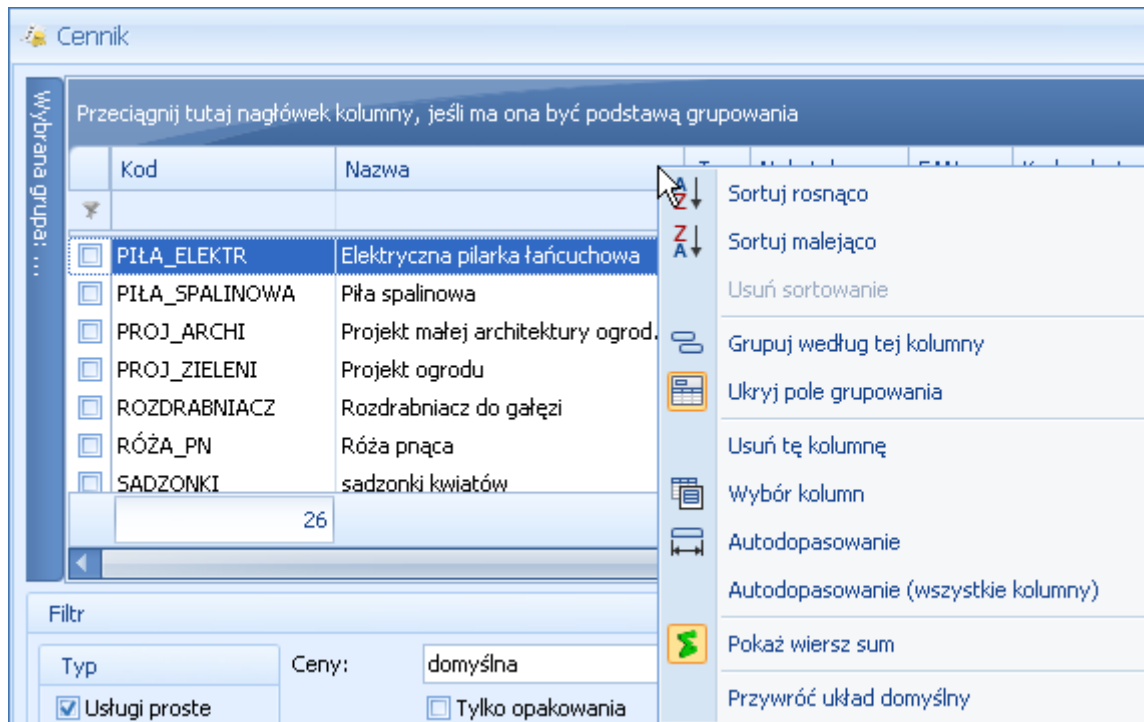 Cennik
Wybrana grupa: ...
Przeciągnij tutaj nagłówek kolumny, jeśli ma ona być podstawą grupowania
Kod Nazwa
PIŁA_ELEKTR Elektryczna pilarka łańcuchowa
PIŁA_SPALINOWA Piła spalinowa
PROJ_ARCHI Projekt małej architektury ogrod.
PROJ_ZIELENI Projekt ogrodu
ROZDRABNIACZ Rozdrabniacz do gałęzi
RÓŻA_PN Róża pnąca
SADZONKI sadzonki kwiatów
26
Sortuj rosnąco
Sortuj malejąco
Usuń sortowanie
Grupuj według tej kolumny
Ukryj pole grupowania
Usuń tę kolumnę
Wybór kolumn
Autodopasowanie
Autodopasowanie (wszystkie kolumny)
Pokaż wiersz sum
Przywróć układ domyślny
Filtr
Typ Ceny: domyślna
Usługi proste Tylko opakowania